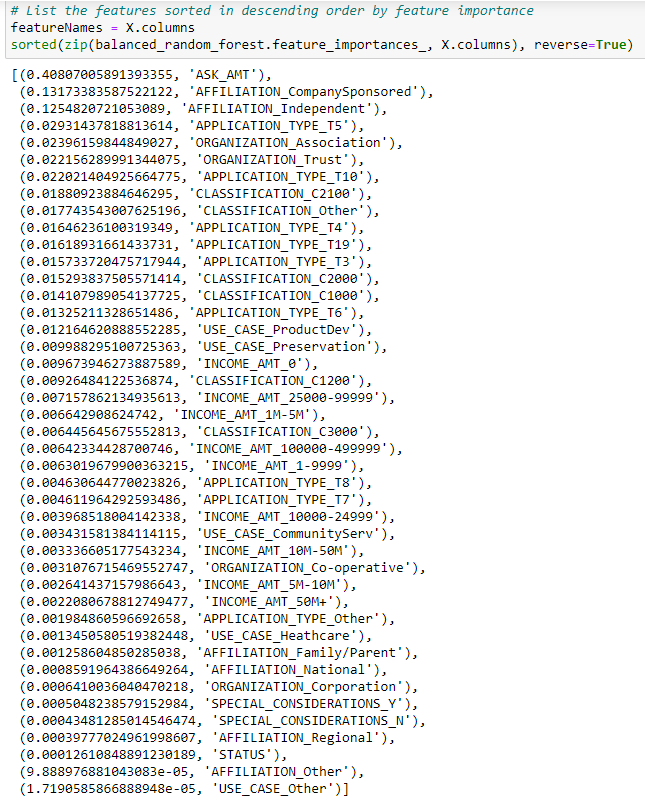 # List the features sorted in descending order by feature importance
featureNames = X.columns
sorted(zip(balanced_random_forest.feature_importances_, X.columns), reverse=True)
[(0.40807005891393355, 'ASK_AMT'),
(0.13173383587522122, 'AFFILIATION_CompanySponsored'),
(0.1254820721053089, 'AFFILIATION_Independent'),
(0.02931437818813614, 'APPLICATION_TYPE_T5'),
(0.02396159844849027, 'ORGANIZATION_Association'),
(0.022156289991344075, 'ORGANIZATION_Trust'),
(0.022021404925664775, 'APPLICATION_TYPE_T10'),
(0.01880923884646295, 'CLASSIFICATION_C2100'),
(0.017743543007625196, 'CLASSIFICATION_Other'),
(0.01646236100319349, 'APPLICATION_TYPE_T4'),
(0.01618931661433731, 'APPLICATION_TYPE_T19'),
(0.015733720475717944, 'APPLICATION_TYPE_T3'),
(0.015293837505571414, 'CLASSIFICATION_C2000'),
(0.014107989054137725, 'CLASSIFICATION_C1000'),
(0.01325211328651486, 'APPLICATION_TYPE_T6'),
(0.012164620888552285, 'USE_CASE_ProductDev'),
(0.009988295100725363, 'USE_CASE_Preservation'),
(0.009673946273887589, 'INCOME_AMT_0'),
(0.00926484122536874, 'CLASSIFICATION_C1200'),
(0.007157862134935613, 'INCOME_AMT_25000-99999'),
(0.006642908624742, 'INCOME_AMT_1M-5M'),
(0.006445645675552813, 'CLASSIFICATION_C3000'),
(0.00642334428700746, 'INCOME_AMT_100000-499999'),
(0.0063019679900363215, 'INCOME_AMT_1-9999'),
(0.004630644770023826, 'APPLICATION_TYPE_T8'),
(0.004611964292593486, 'APPLICATION_TYPE_T7'),
(0.003968518004142338, 'INCOME_AMT_10000-24999'),
(0.003431581384114115, 'USE_CASE_CommunityServ'),
(0.003336605177543234, 'INCOME_AMT_10M-50M'),
(0.0031076715469552747, 'ORGANIZATION_Co-operative'),
(0.002641437157986643, 'INCOME_AMT_5M-10M'),
(0.0022080678812749477, 'INCOME_AMT_50M+'),
(0.001984860596692658, 'APPLICATION_TYPE_Other'),
(0.0013450580519382448, 'USE_CASE_Heathcare'),
(0.001258604850285038, 'AFFILIATION_Family/Parent'),
(0.0008591964386649264, 'AFFILIATION_National'),
(0.0006410036040470218, 'ORGANIZATION_Corporation'),
(0.0005048238579152984, 'SPECIAL_CONSIDERATIONS_Y'),
(0.00043481285014546474, 'SPECIAL_CONSIDERATIONS_N'),
(0.00039777024961998607, 'AFFILIATION_Regional'),
(0.00012610848891230189, 'STATUS'),
(9.888976881043083e-05, 'AFFILIATION_Other'),
(1.7190585866888948e-05, 'USE_CASE_Other')]